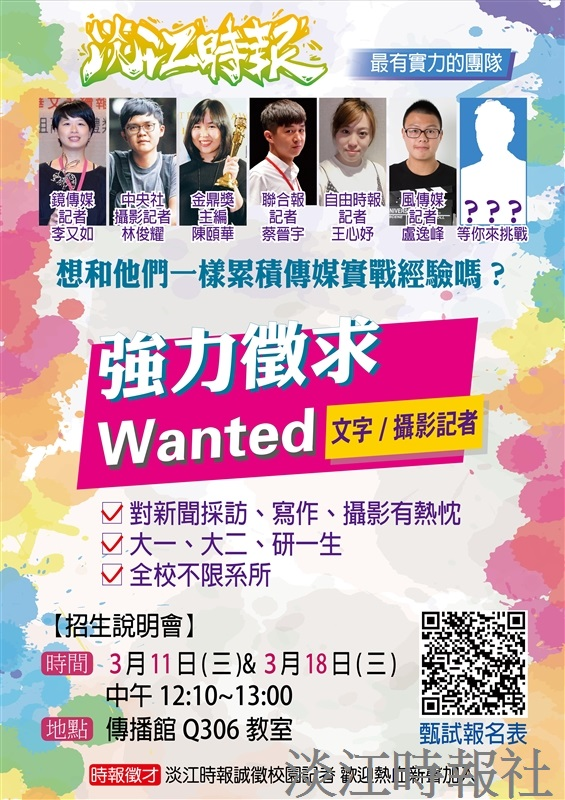 淡江時報
最有實力的團隊
鏡傳媒
記者
李又如
中央社
攝影記者
林俊耀
金鼎獎
主編
陳頤華
聯合報
記者
蔡晉宇
自由時報
記者
王心妤
風傳媒
記者
盧逸峰
???
等你來挑戰
想和他們一樣累積傳媒實戰經驗嗎?
強力徵求
Wanted 文字/攝影記者
對新聞採訪、寫作、攝影有熱忱
大一、大二、研一生
全校不限系所
【招生說明會】
時間 3月11日(三)& 3月18日(三)
中午 12:10~13:00
地點 傳播館 Q306 教室
甄試報名表
時報徵才 淡江時報誠徵校園記者 歡迎熱血新鮮加入
淡江時報社